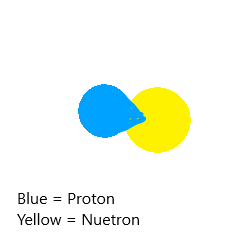 Blue = Proton
Yellow = Nuetron